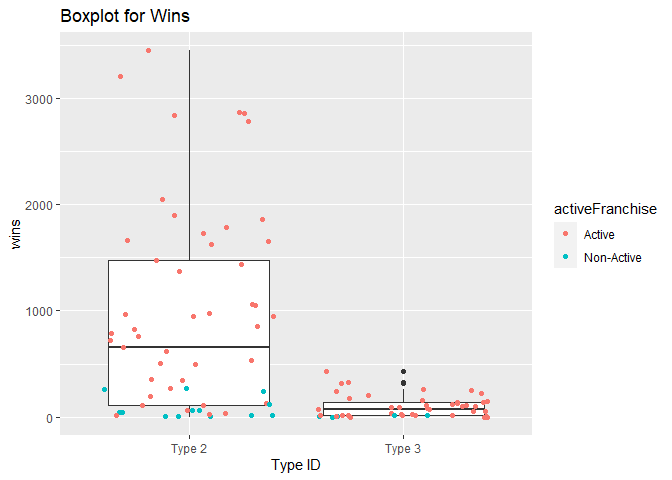 Boxplot for Wins
3000
2000
1000
0
wins
Type 2
Type 3
Type ID
activeFranchise
Active
Non-Active